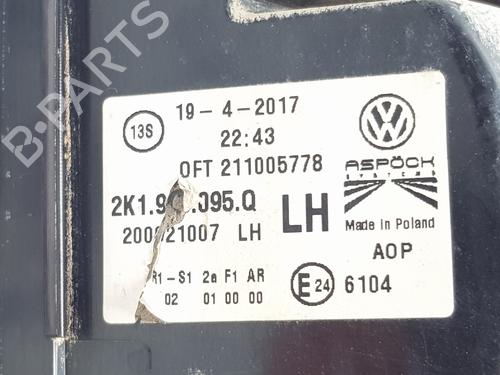 B-PARTS
13S
19-4-2017
22:43
OFT 211005778
ASPÖCK
SYSTEMS
LH
Made in Poland
AOP
LH
-S1 2a F1 AR
02 01 00 00
E 24
6104